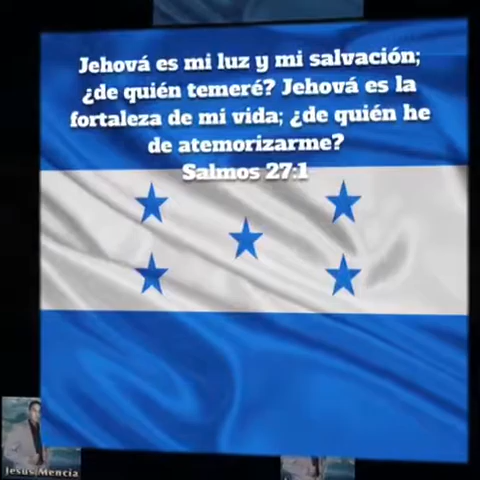 Jehová es mi luz y mi salvación;
¿de quién temeré? Jehová es la
fortaleza de mi vida; ¿de quién he
de atemorizarme?
Salmos 27:1
Jesus Mencia